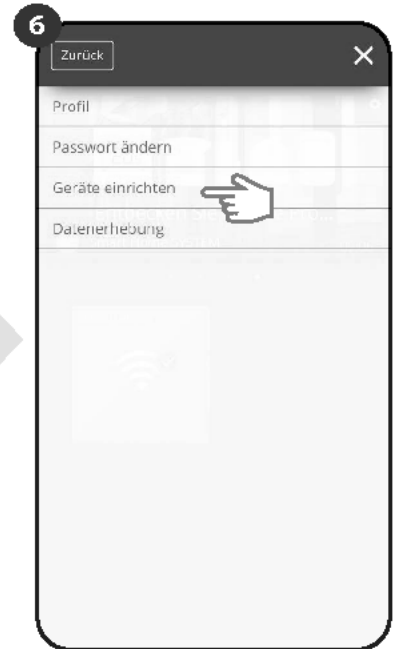 6
Zurück
Profil
Passwort ändern
Geräte einrichten
Datenerhebung